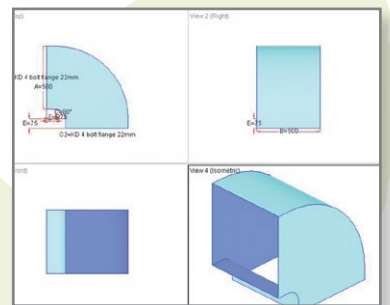 op)
View 2 (Right)
KD 4 bolt flange 22mm
A=500
E=75
E=75
B=500
C2=KD 4 bolt flange 22mm
ront)
View 4 (Isometric)